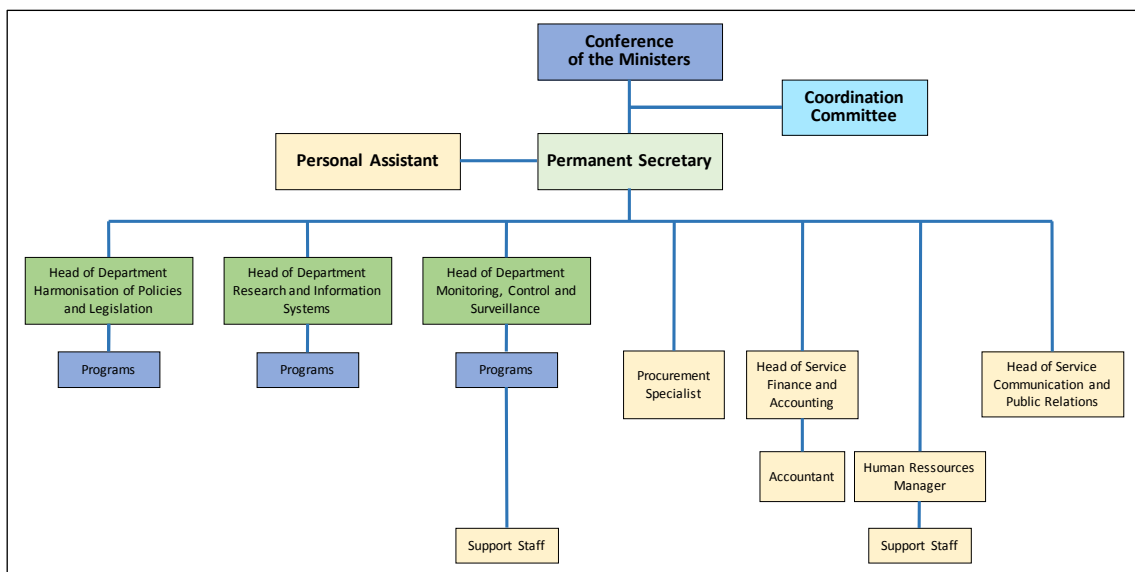 Conference
of the Ministers
Coordination
Committee
Personal Assistant
Permanent Secretary
Head of Department
Harmonisation of Policies
and Legislation
Head of Department
Research and Information
Systems
Head of Department
Monitoring, Control and
Surveillance
Programs
Programs
Programs
Procurement
Specialist
Head of Service
Finance and
Accounting
Head of Service
Communication and
Public Relations
Accountant
Human Ressources
Manager
Support Staff
Support Staff